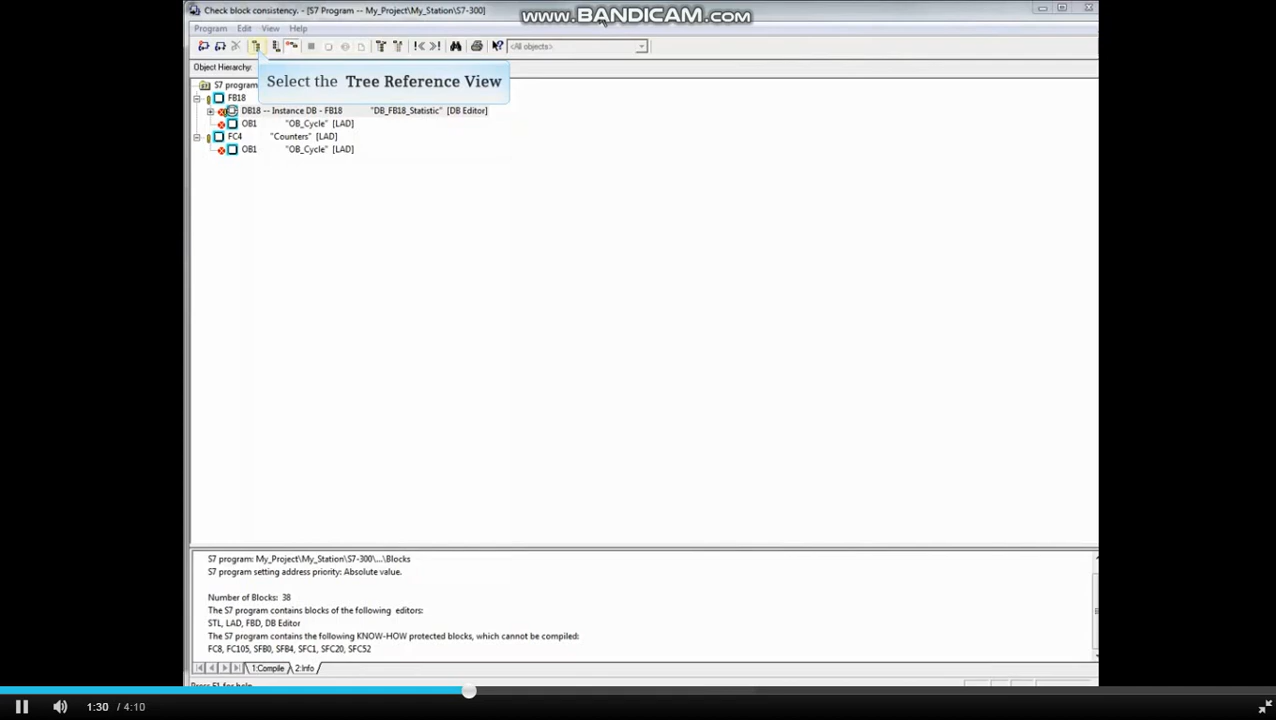 Check block consistency. - [S7 Program -- My_Project\My_Station\S7-300]
www.BANDICAM.com
Program Edit View Help
<All objects>
Object Hierarchy:
Select the Tree Reference View
S7 program
FB18
DB18 -- Instance DB - FB18 "DB_FB18_Statistic" [DB Editor]
OB1 "OB_Cycle" [LAD]
FC4 "Counters" [LAD]
OB1 "OB_Cycle" [LAD]
S7 program: My_Project\My_Station\S7-300\...\Blocks
S7 program setting address priority: Absolute value.
Number of Blocks: 38
The S7 program contains blocks of the following editors:
STL, LAD, FBD, DB Editor
The S7 program contains the following KNOW-HOW protected blocks, which cannot be compiled:
FC8, FC105, SFB0, SFB4, SFC1, SFC20, SFC52
1:Compile 2:Info
Press F1 for help.
1:30 / 4:10